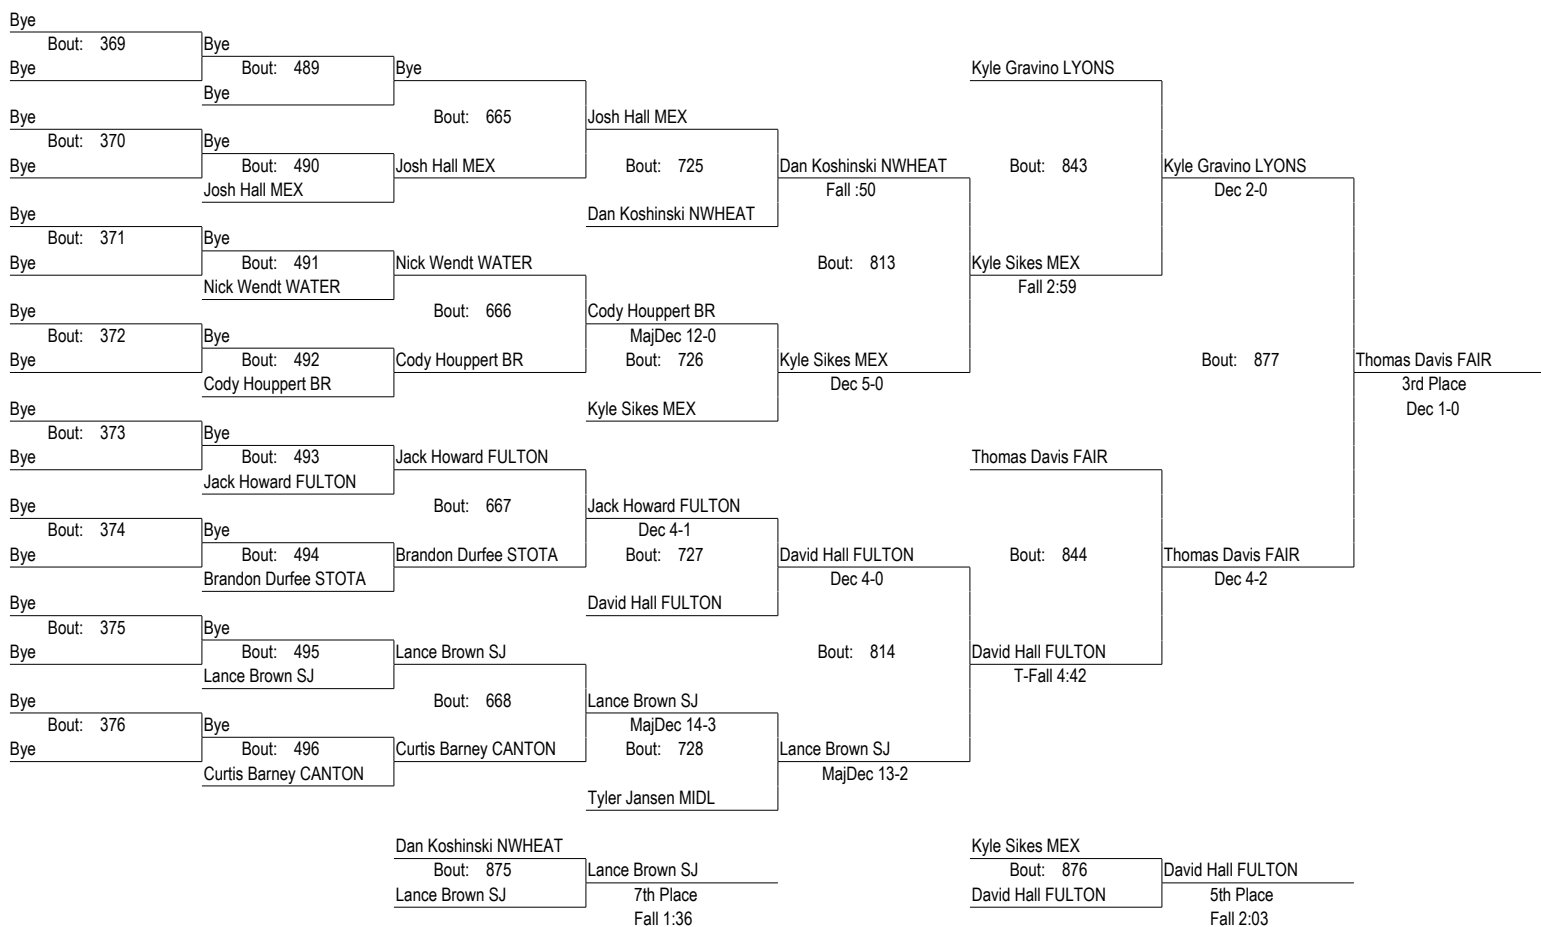 Bye
Bout: 369 Bye
Bye Bout: 489 Bye Kyle Gravino LYONS
Bye
Bye Bout: 665 Josh Hall MEX
Bout: 370 Bye
Bye Bout: 490 Josh Hall MEX Bout: 725 Dan Koshinski NWHEAT Bout: 843 Kyle Gravino LYONS
Josh Hall MEX Fall :50 Dec 2-0
Bye Dan Koshinski NWHEAT
Bout: 371 Bye
Bye Bout: 491 Nick Wendt WATER Bout: 813 Kyle Sikes MEX
Nick Wendt WATER Fall 2:59
Bye Bout: 666 Cody Houppert BR
Bout: 372 Bye MajDec 12-0
Bye Bout: 492 Cody Houppert BR Bout: 726 Kyle Sikes MEX Bout: 877 Thomas Davis FAIR
Cody Houppert BR Dec 5-0 3rd Place
Bye Kyle Sikes MEX Dec 1-0
Bout: 373 Bye
Bye Bout: 493 Jack Howard FULTON Thomas Davis FAIR
Jack Howard FULTON
Bye Bout: 667 Jack Howard FULTON
Bout: 374 Bye Dec 4-1
Bye Bout: 494 Brandon Durfee STOTA Bout: 727 David Hall FULTON Bout: 844 Thomas Davis FAIR
Brandon Durfee STOTA Dec 4-0 Dec 4-2
Bye David Hall FULTON
Bout: 375 Bye
Bye Bout: 495 Lance Brown SJ Bout: 814 David Hall FULTON
Lance Brown SJ T-Fall 4:42
Bye Bout: 668 Lance Brown SJ
Bout: 376 Bye MajDec 14-3
Bye Bout: 496 Curtis Barney CANTON Bout: 728 Lance Brown SJ
Curtis Barney CANTON MajDec 13-2
Tyler Jansen MIDL
Dan Koshinski NWHEAT Kyle Sikes MEX
Bout: 875 Lance Brown SJ Bout: 876 David Hall FULTON
Lance Brown SJ 7th Place David Hall FULTON 5th Place
Fall 1:36 Fall 2:03